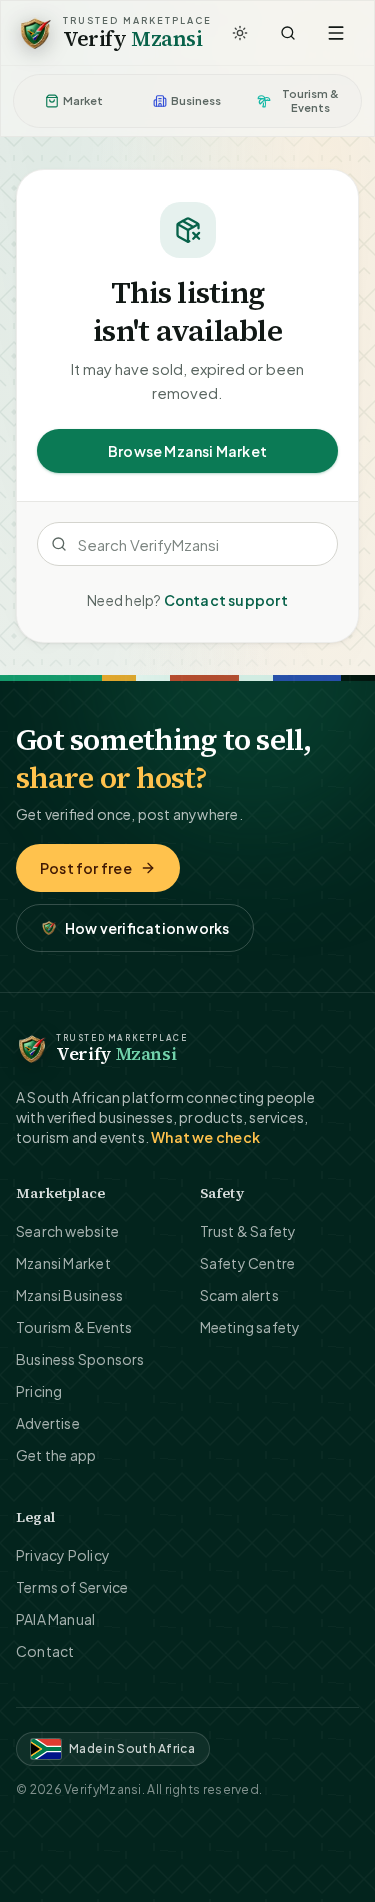 TRUSTED MARKETPLACE
Verify Mzansi
Market
Business
Tourism &
Events
This listing
isn't available
It may have sold, expired or been
removed.
Browse Mzansi Market
Search VerifyMzansi
Need help? Contact support
Got something to sell,
share or host?
Get verified once, post anywhere.
Post for free
How verification works
TRUSTED MARKETPLACE
Verify Mzansi
A South African platform connecting people
with verified businesses, products, services,
tourism and events. What we check
Marketplace
Search website
Mzansi Market
Mzansi Business
Tourism & Events
Business Sponsors
Pricing
Advertise
Get the app
Safety
Trust & Safety
Safety Centre
Scam alerts
Meeting safety
Legal
Privacy Policy
Terms of Service
PAIA Manual
Contact
Made in South Africa
© 2026 VerifyMzansi. All rights reserved.